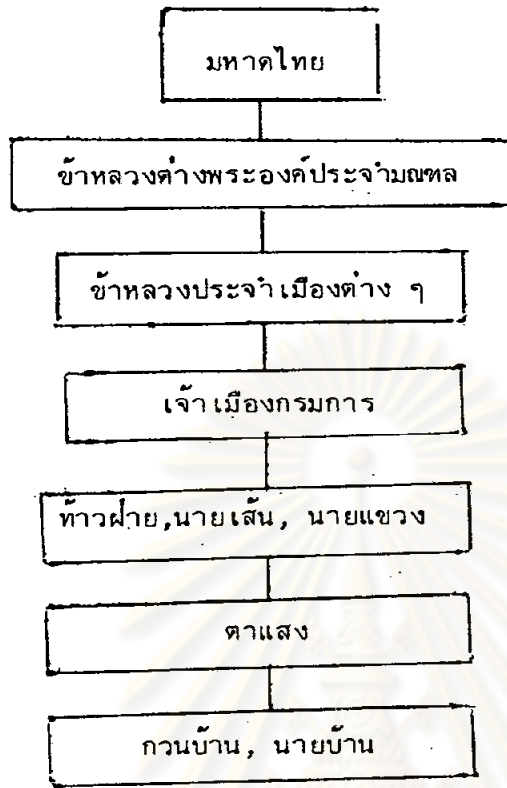 มหาดไทย
ข้าหลวงต่างพระองค์ประจำมณฑล
ข้าหลวงประจำเมืองต่าง ๆ
เจ้าเมืองกรมการ
ท้าวฝ่าย,นายเส้น, นายแขวง
ตาแสง
กวนบ้าน, นายบ้าน